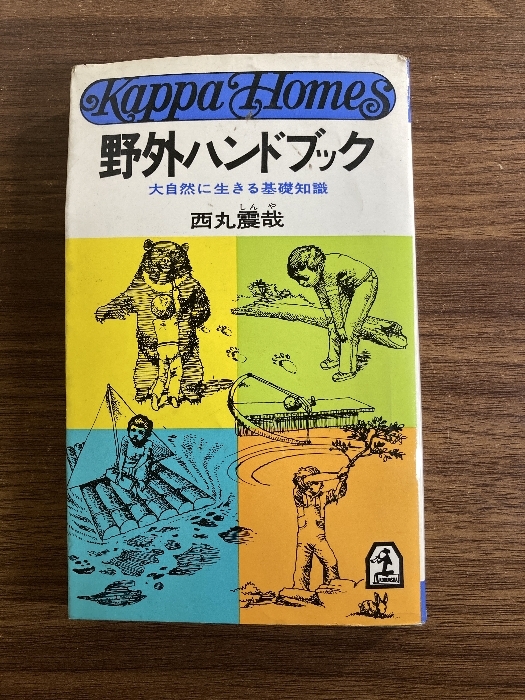 Kappa Homes
野外ハンドブック
大自然に生きる基礎知識
しん や
西丸震哉